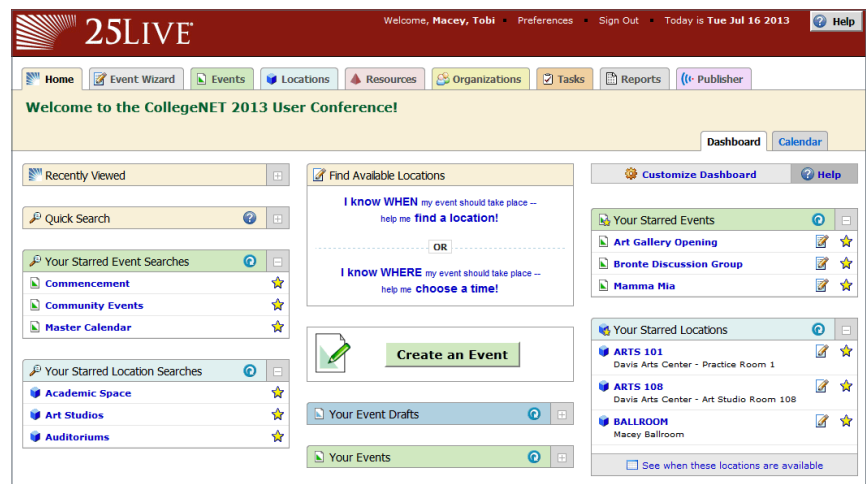 25LIVE
Welcome, Macey, Tobi Preferences Sign Out Today is Tue Jul 16 2013
Help
Home Event Wizard Events Locations Resources Organizations Tasks Reports Publisher
Welcome to the CollegeNET 2013 User Conference!
Dashboard Calendar
Recently Viewed
Quick Search
Your Starred Event Searches
Commencement
Community Events
Master Calendar
Your Starred Location Searches
Academic Space
Art Studios
Auditoriums
Find Available Locations
I know WHEN my event should take place --
help me find a location!
OR
I know WHERE my event should take place --
help me choose a time!
Create an Event
Your Event Drafts
Your Events
Customize Dashboard Help
Your Starred Events
Art Gallery Opening
Bronte Discussion Group
Mamma Mia
Your Starred Locations
ARTS 101
Davis Arts Center - Practice Room 1
ARTS 108
Davis Arts Center - Art Studio Room 108
BALLROOM
Macey Ballroom
See when these locations are available